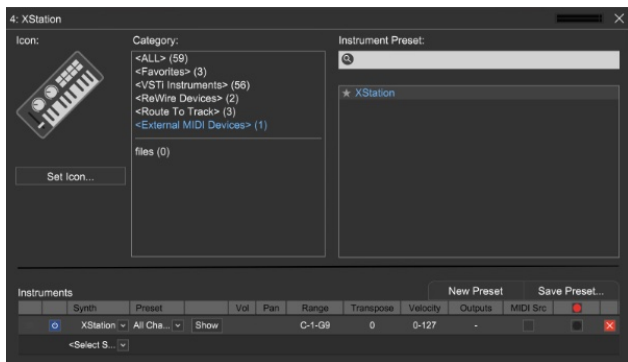 4: XStation
Icon:
Category:
Instrument Preset:
<ALL> (59)
<Favorites> (3)
<VSTi Instruments> (56)
<ReWire Devices> (2)
<Route To Track> (3)
<External MIDI Devices> (1)
files (0)
★ XStation
Set Icon...
New Preset Save Preset...
Instruments
Synth Preset Vol Pan Range Transpose Velocity Outputs MIDI Src
XStation All Cha... Show C-1-G9 0 0-127 -
<Select S...